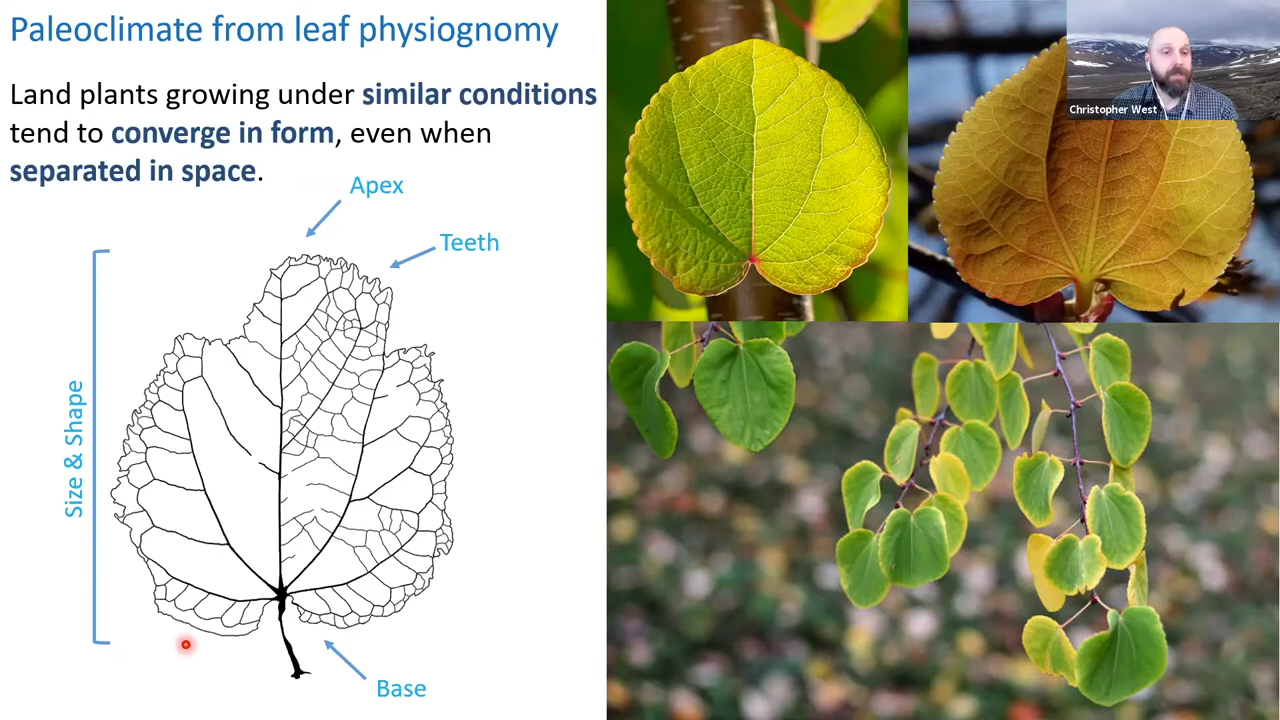 Paleoclimate from leaf physiognomy
Land plants growing under similar conditions
tend to converge in form, even when
separated in space.
Apex
Teeth
Size & Shape
Base
Christopher West